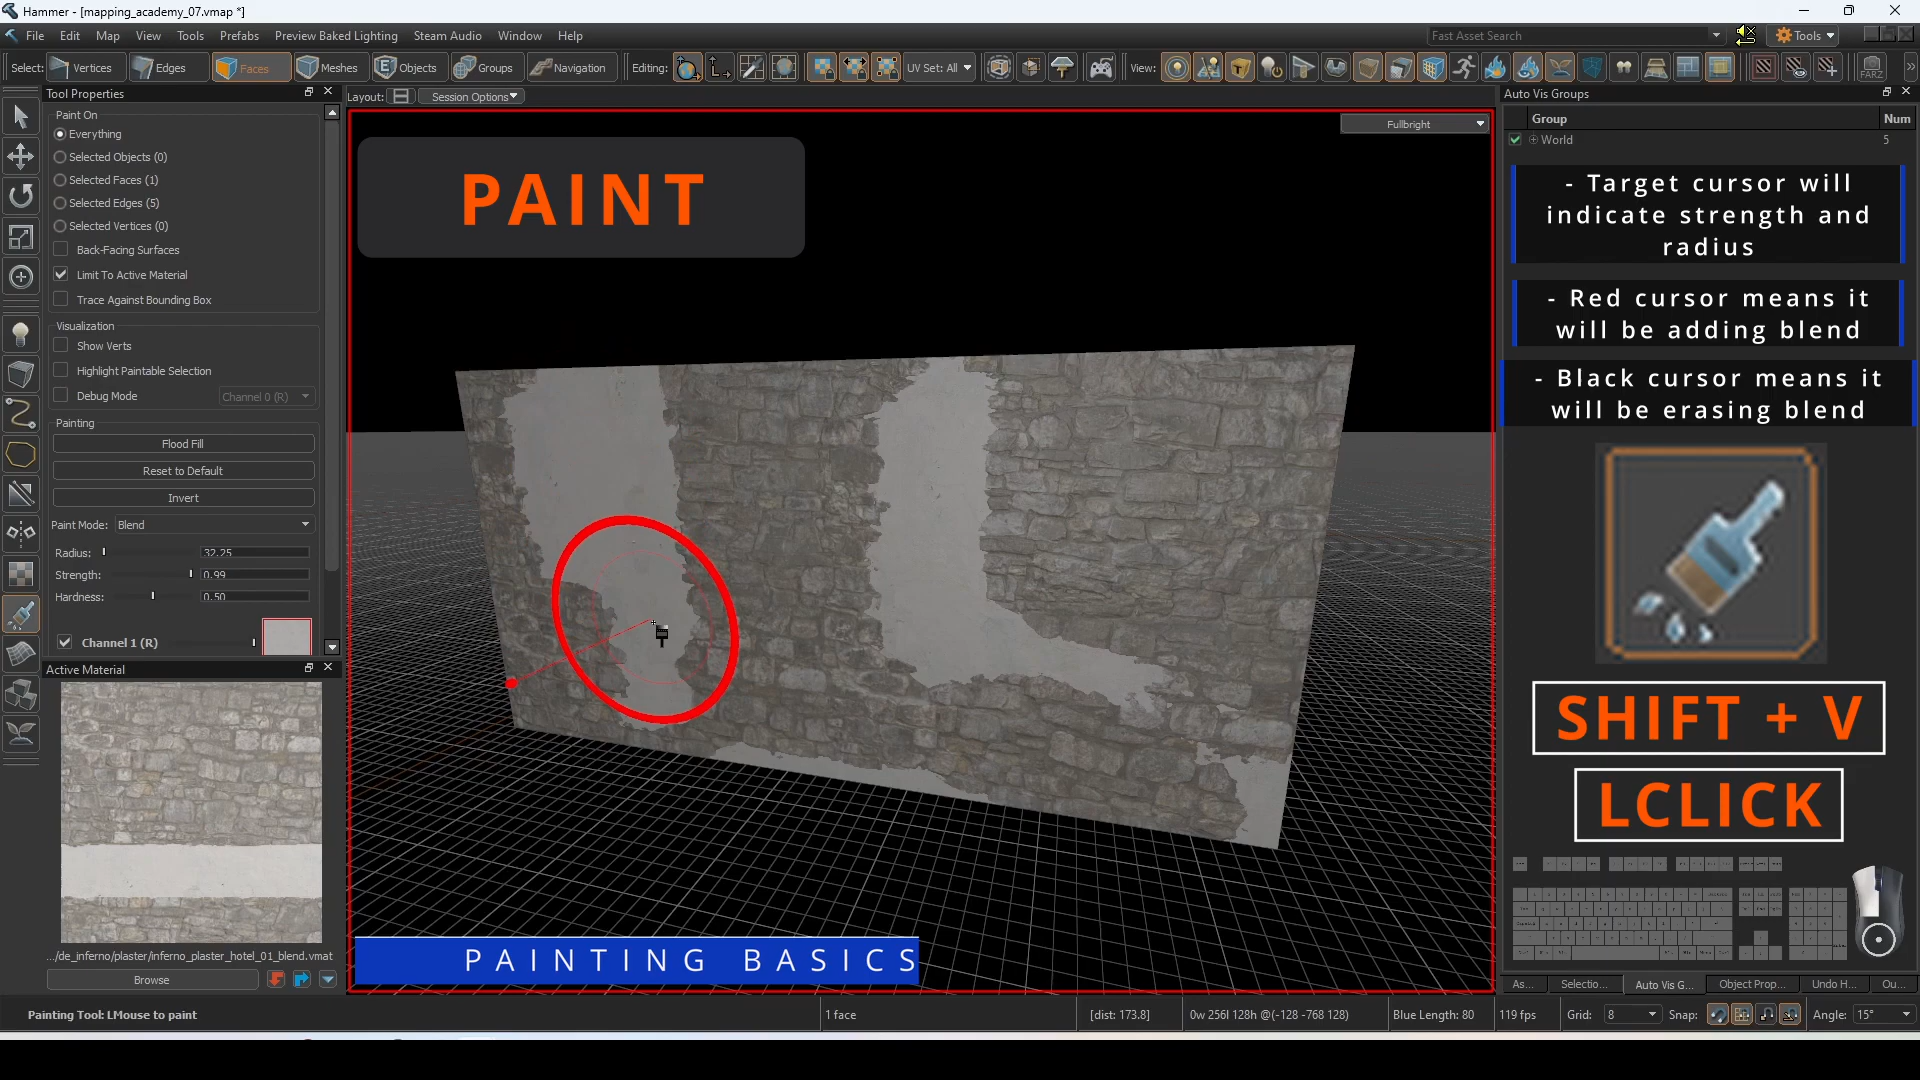 Hammer - [mapping_academy_07.vmap *]
File Edit Map View Tools Prefabs Preview Baked Lighting Steam Audio Window Help
Fast Asset Search
Tools
Select: Vertices Edges Faces Meshes Objects Groups Navigation Editing: UV Set: All View:
FARZ
Tool Properties
Layout: Session Options
Auto Vis Groups
Paint On
Everything
Selected Objects (0)
Selected Faces (1)
Selected Edges (5)
Selected Vertices (0)
Back-Facing Surfaces
Limit To Active Material
Trace Against Bounding Box
Visualization
Show Verts
Highlight Paintable Selection
Debug Mode Channel 0 (R)
Painting
Flood Fill
Reset to Default
Invert
Paint Mode: Blend
Radius: 32.25
Strength: 0.99
Hardness: 0.50
Channel 1 (R)
Active Material
.../de_inferno/plaster/inferno_plaster_hotel_01_blend.vmat
Browse
Fullbright
PAINT
PAINTING BASICS
Group Num
World 5
- Target cursor will
indicate strength and
radius
- Red cursor means it
will be adding blend
- Black cursor means it
will be erasing blend
SHIFT + V
LCLICK
As... Selectio... Auto Vis G... Object Prop... Undo H... Ou...
Painting Tool: LMouse to paint
1 face
[dist: 173.8]
0w 256l 128h @(-128 -768 128)
Blue Length: 80
119 fps
Grid: 8
Snap:
Angle: 15°